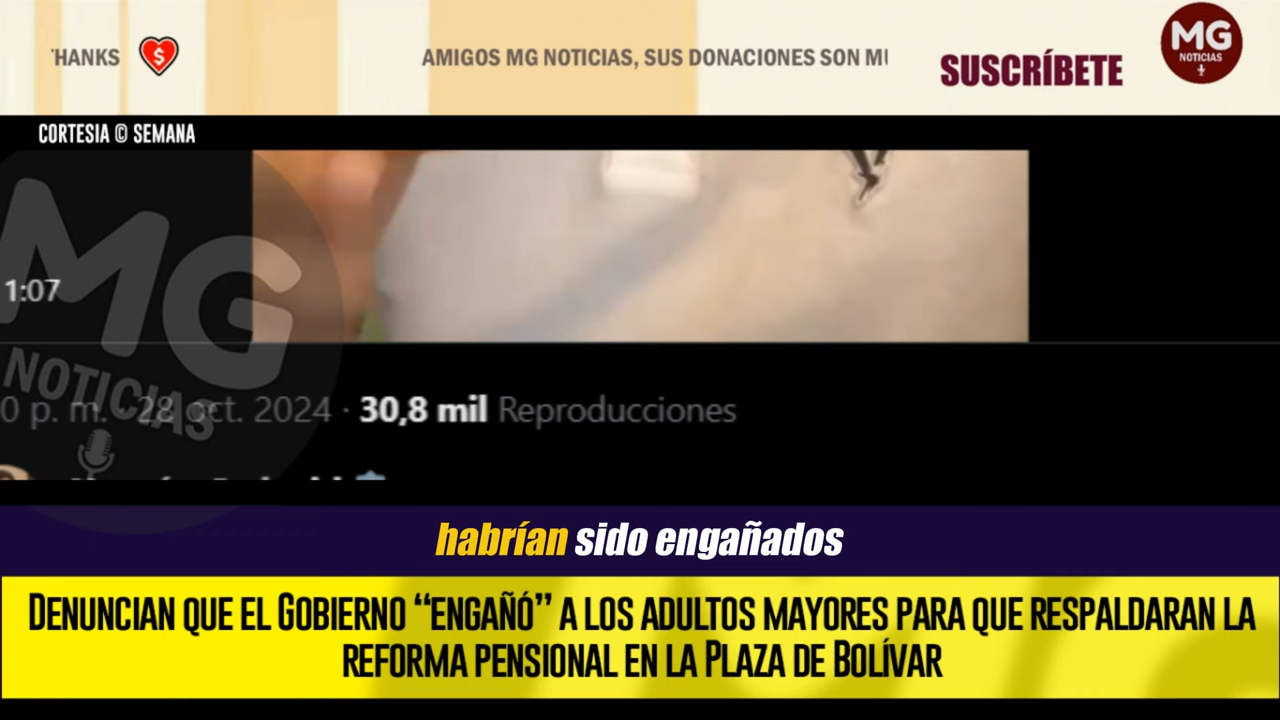 THANKS
AMIGOS MG NOTICIAS, SUS DONACIONES SON
SUSCRÍBETE
MG
NOTICIAS
CORTESIA © SEMANA
1:07
MG
NOTICIAS
0 p. m. · 28 oct. 2024 · 30,8 mil Reproducciones
habrían sido engañados
DENUNCIAN QUE EL GOBIERNO “ENGAÑÓ” A LOS ADULTOS MAYORES PARA QUE RESPALDARAN LA
REFORMA PENSIONAL EN LA PLAZA DE BOLÍVAR